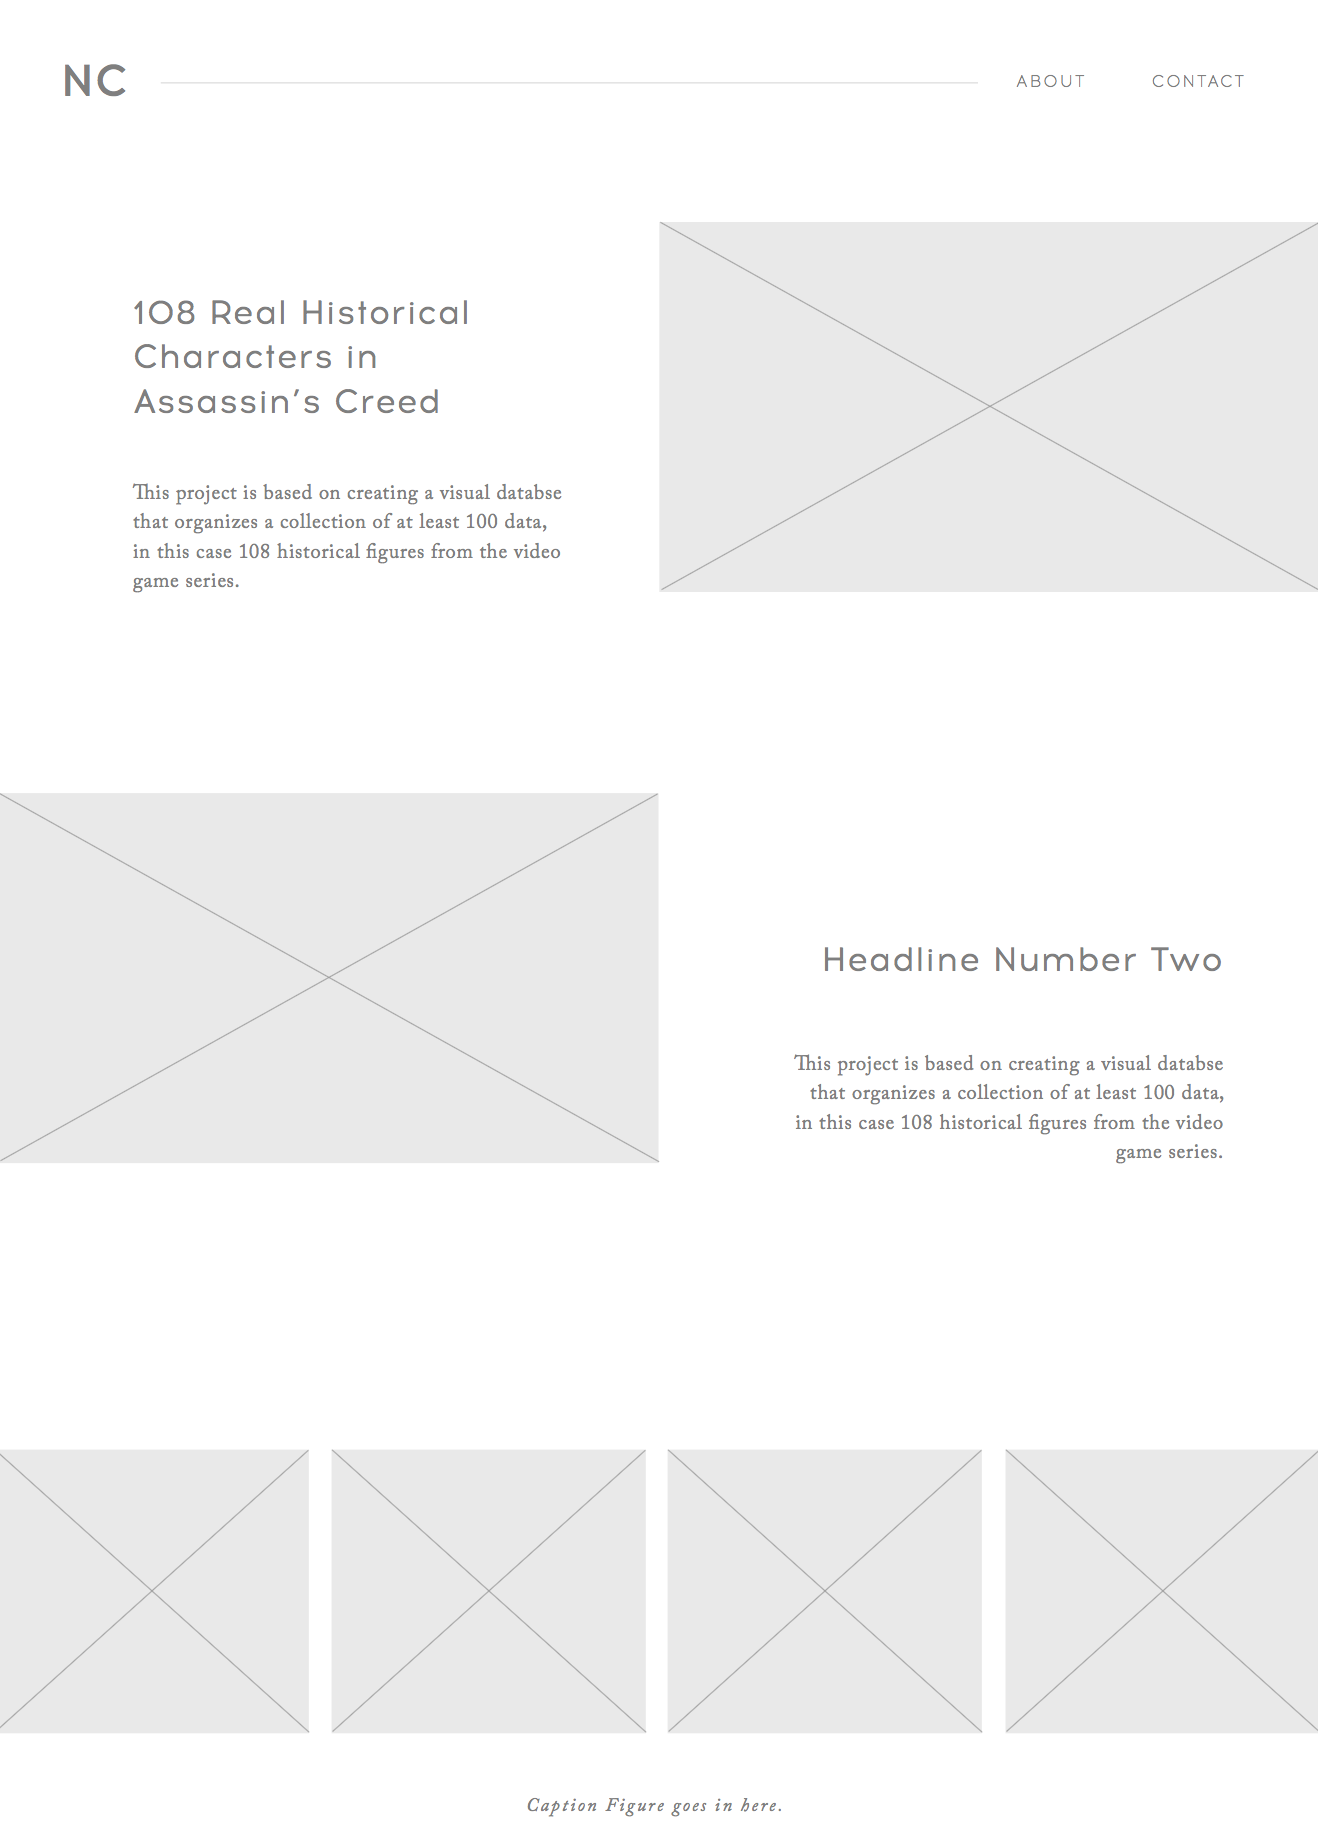 NC
ABOUT
CONTACT
108 Real Historical
Characters in
Assassin’s Creed
This project is based on creating a visual databse
that organizes a collection of at least 100 data,
in this case 108 historical figures from the video
game series.
Headline Number Two
This project is based on creating a visual databse
that organizes a collection of at least 100 data,
in this case 108 historical figures from the video
game series.
Caption Figure goes in here.